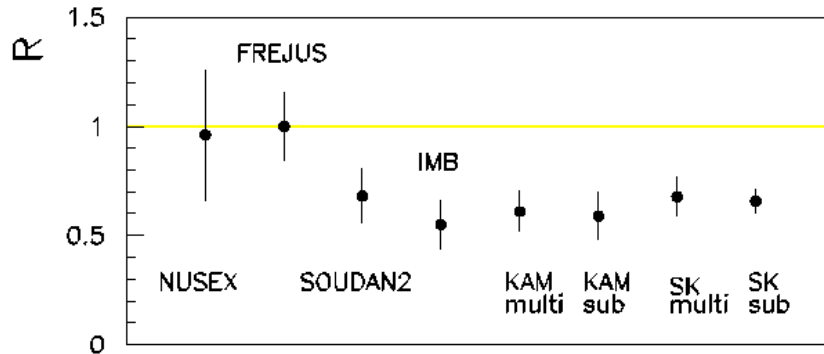 1.5
R
FREJUS
1
IMB
0.5
NUSEX SOUDAN2 KAM multi KAM sub SK multi SK sub
0